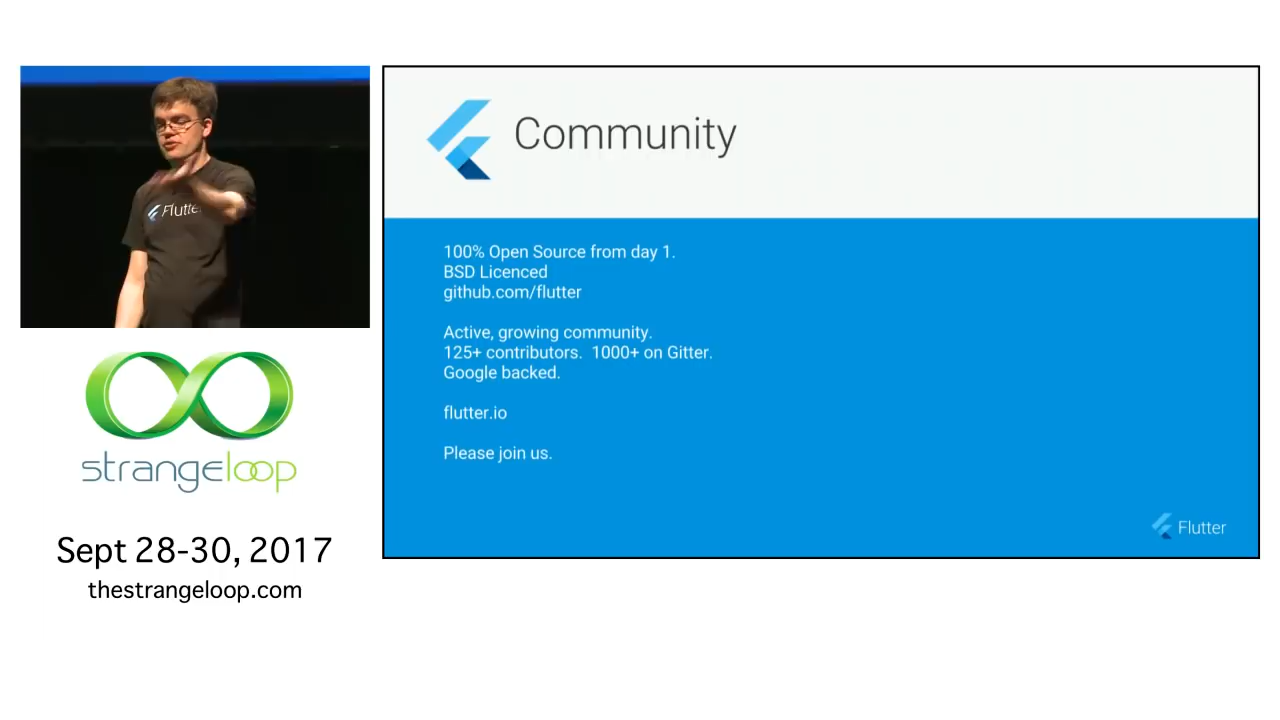 Flutter
strangeloop
Sept 28-30, 2017
thestrangeloop.com
Community
100% Open Source from day 1.
BSD Licenced
github.com/flutter
Active, growing community.
125+ contributors.  1000+ on Gitter.
Google backed.
flutter.io
Please join us.
Flutter